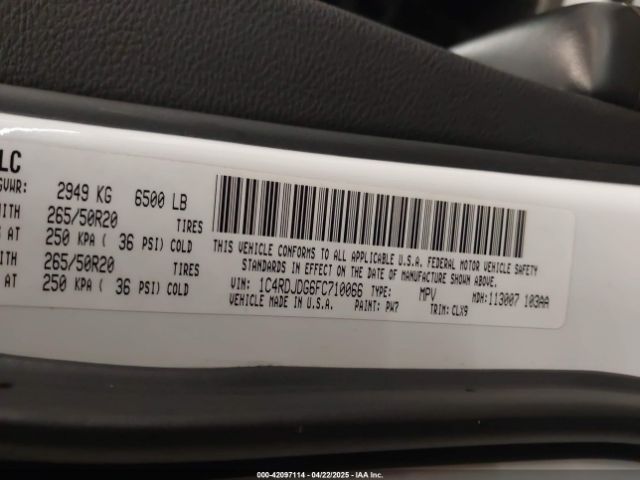 LC
GVWR: 2949 KG 6500 LB
WITH 265/50R20 TIRES
S AT 250 KPA ( 36 PSI) COLD
WITH 265/50R20 TIRES
S AT 250 KPA ( 36 PSI) COLD
THIS VEHICLE CONFORMS TO ALL APPLICABLE U.S.A. FEDERAL MOTOR VEHICLE SAFETY
STANDARDS IN EFFECT ON THE DATE OF MANUFACTURE SHOWN ABOVE.
VIN: 1C4RDJDG6FC710066 TYPE: MPV MDH:113007 103AA
VEHICLE MADE IN U.S.A. PAINT: PW7 TRIM: CLX9
000-42097114 - 04/22/2025 - IAA Inc.